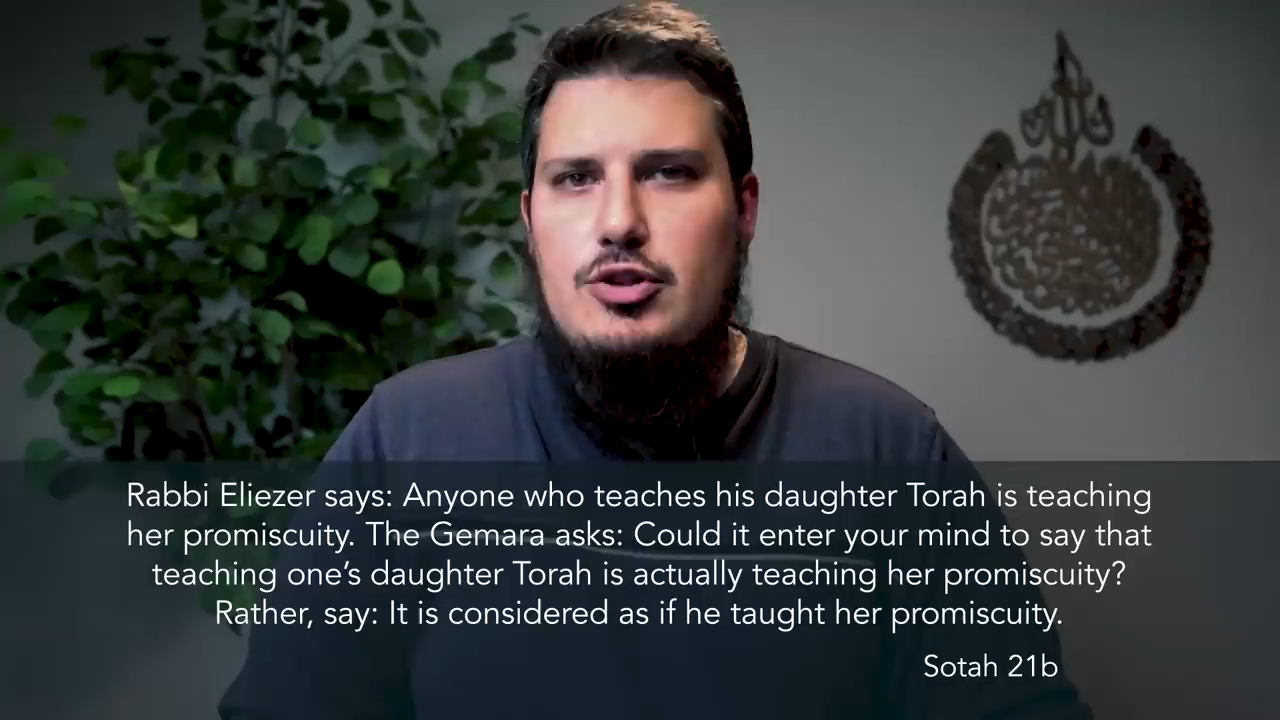 Rabbi Eliezer says: Anyone who teaches his daughter Torah is teaching
her promiscuity. The Gemara asks: Could it enter your mind to say that
teaching one’s daughter Torah is actually teaching her promiscuity?
Rather, say: It is considered as if he taught her promiscuity.
Sotah 21b